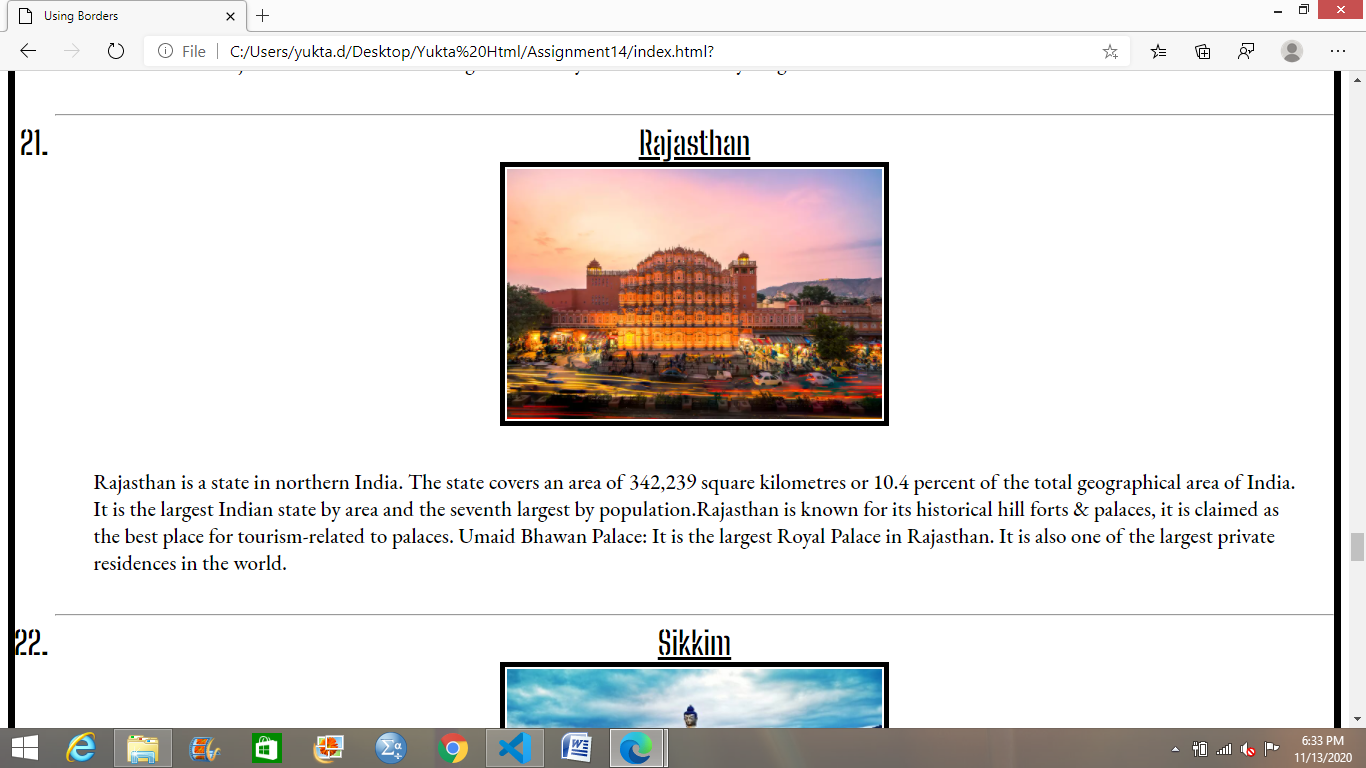 Using Borders
File
C:/Users/yukta.d/Desktop/Yukta%20Html/Assignment14/index.html?
21.
Rajasthan
Rajasthan is a state in northern India. The state covers an area of 342,239 square kilometres or 10.4 percent of the total geographical area of India.
It is the largest Indian state by area and the seventh largest by population.Rajasthan is known for its historical hill forts & palaces, it is claimed as
the best place for tourism-related to palaces. Umaid Bhawan Palace: It is the largest Royal Palace in Rajasthan. It is also one of the largest private
residences in the world.
22.
Sikkim
6:33 PM
11/13/2020